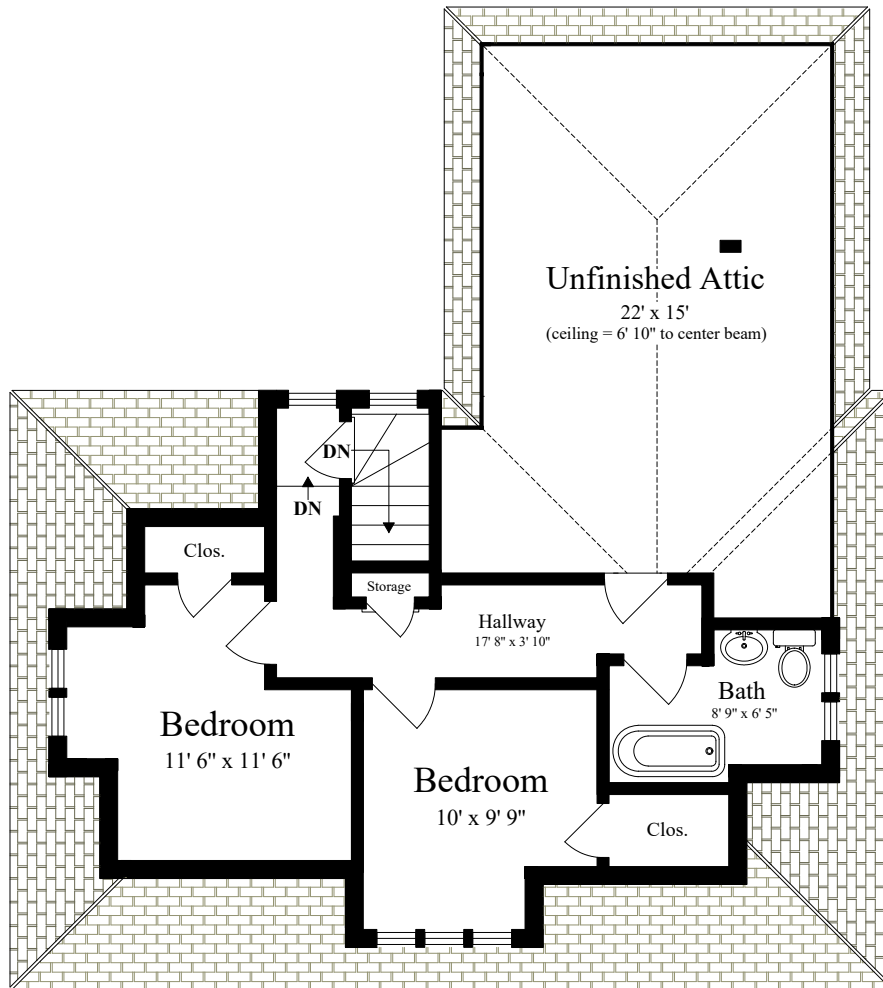 Unfinished Attic
22' x 15'
(ceiling = 6' 10" to center beam)
DN
DN
Clos.
Storage
Hallway
17' 8" x 3' 10"
Bath
8' 9" x 6' 5"
Bedroom
11' 6" x 11' 6"
Bedroom
10' x 9' 9"
Clos.